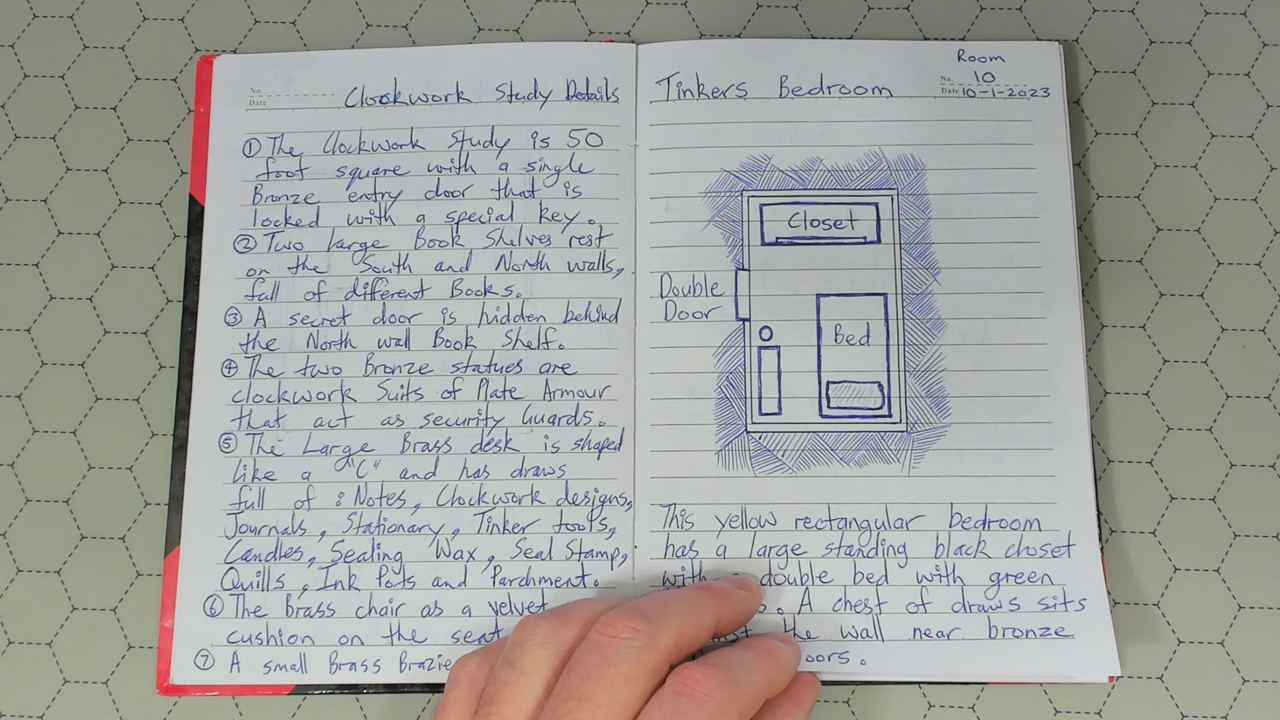 No.
Date
Clockwork Study Details
① The Clockwork Study is 50
foot square with a single
Bronze entry door that is
locked with a special key.
② Two large Book Shelves rest
on the South and North walls,
full of different Books.
③ A secret door is hidden behind
the North wall Book Shelf.
④ The two Bronze statues are
clockwork Suits of Plate Armour
that act as security Guards.
⑤ The Large Brass desk is shaped
like a "C" and has draws
full of : Notes, Clockwork designs,
Journals, Stationary, Tinker tools,
Candles, Sealing Wax, Seal Stamp,
Quills, Ink Pots and Parchment.
⑥ The Brass chair as a velvet
cushion on the seat
⑦ A small Brass Brazie
Tinkers Bedroom
Room
No. 10
Date 10-1-2023
Closet
Double
Door
Bed
This yellow rectangular bedroom
has a large standing black closet
with a double bed with green
. A chest of draws sits
the wall near bronze
oors.